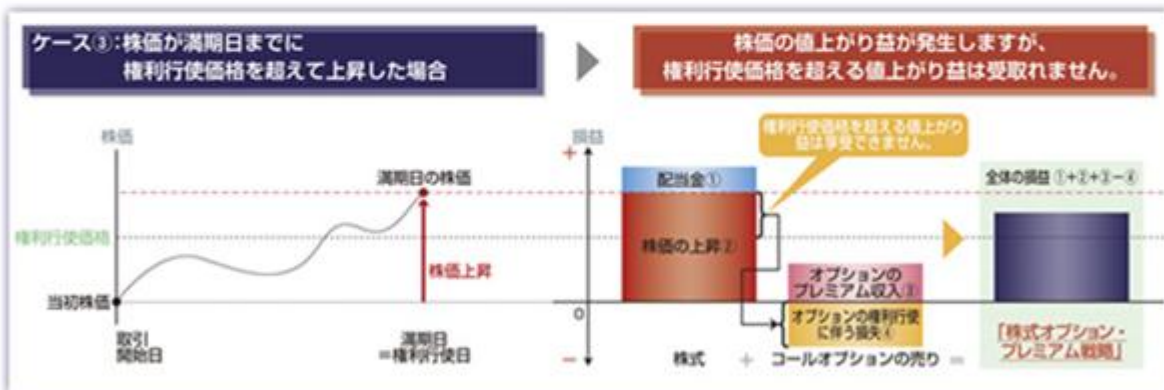 ケース③:株価が満期日までに
権利行使価格を超えて上昇した場合
株価の値上がり益が発生しますが、
権利行使価格を超える値上がり益は受取れません。
株価
満期日の株価
権利行使価格
株価上昇
当初株価
取引
開始日
満期日
=権利行使日
損益
+
0
−
権利行使価格を超える値上がり
益は享受できません。
配当金①
株価の上昇②
オプションの
プレミアム収入③
オプションの権利行使
に伴う損失④
株式 + コールオプションの売り =
全体の損益 ①+②+③−④
「株式オプション・
プレミアム戦略」